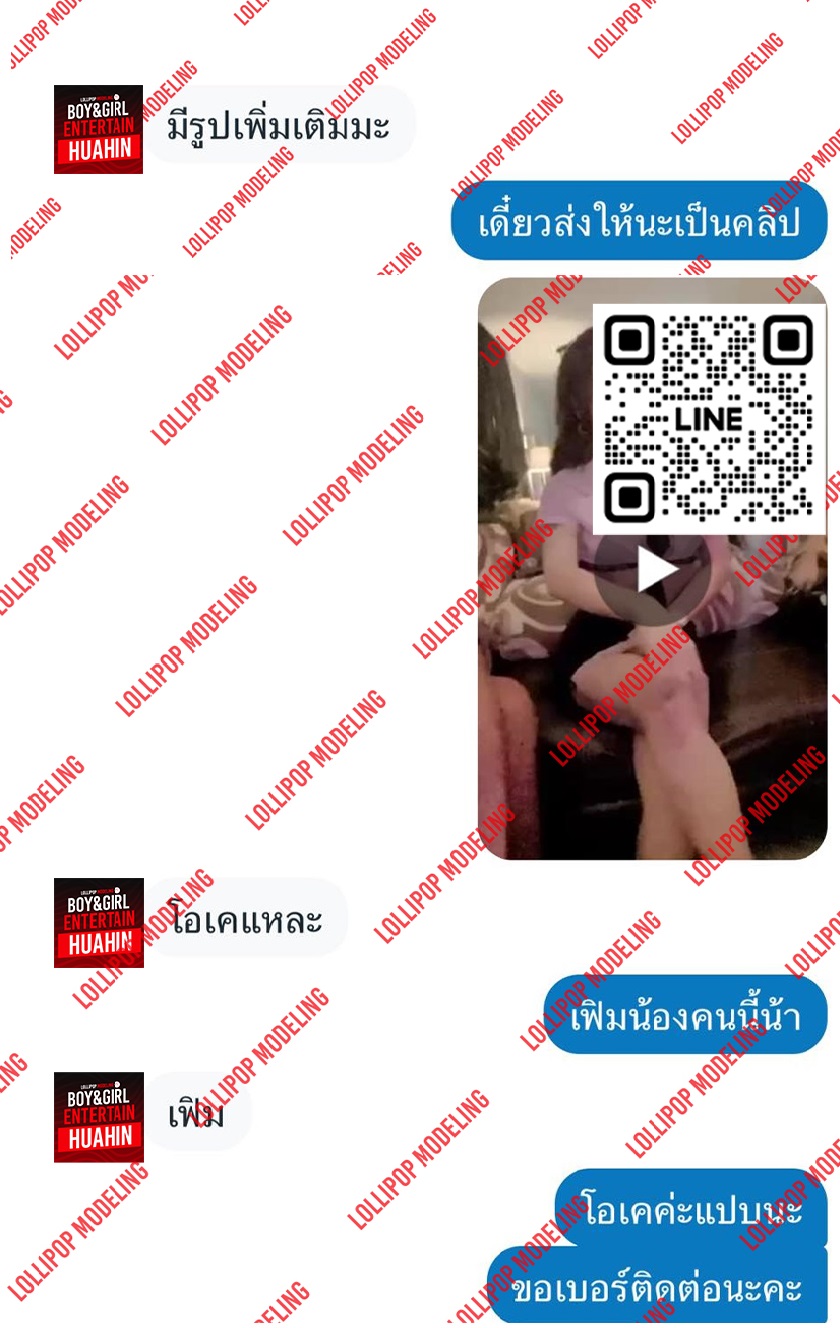 LOLLIPOP MODELING
BOY&GIRL
ENTERTAIN
HUAHIN
มีรูปเพิ่มเติมมะ
เดี๋ยวส่งให้นะเป็นคลิป
LINE
LOLLIPOP MODELING
BOY&GIRL
ENTERTAIN
HUAHIN
โอเคแหละ
เฟิมน้องคนนี้น้า
LOLLIPOP MODELING
BOY&GIRL
ENTERTAIN
HUAHIN
เฟิม
โอเคค่ะแปบนะ
ขอเบอร์ติดต่อนะคะ
LOLLIPOP MODELING